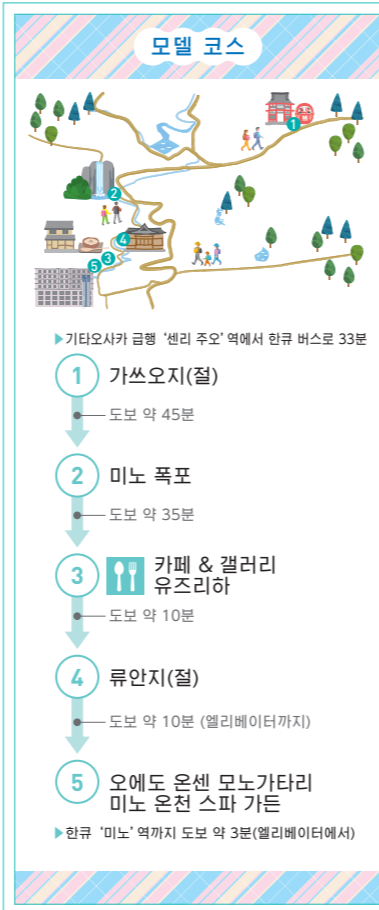 모델 코스
1
2
4
3
5
▶기타오사카 급행 ‘센리 주오’ 역에서 한큐 버스로 33분
1 가쓰오지(절)
도보 약 45분
2 미노 폭포
도보 약 35분
3 카페 & 갤러리
유즈리하
도보 약 10분
4 류안지(절)
도보 약 10분 (엘리베이터까지)
5 오에도 온센 모노가타리
미노 온천 스파 가든
▶한큐 ‘미노’ 역까지 도보 약 3분(엘리베이터에서)